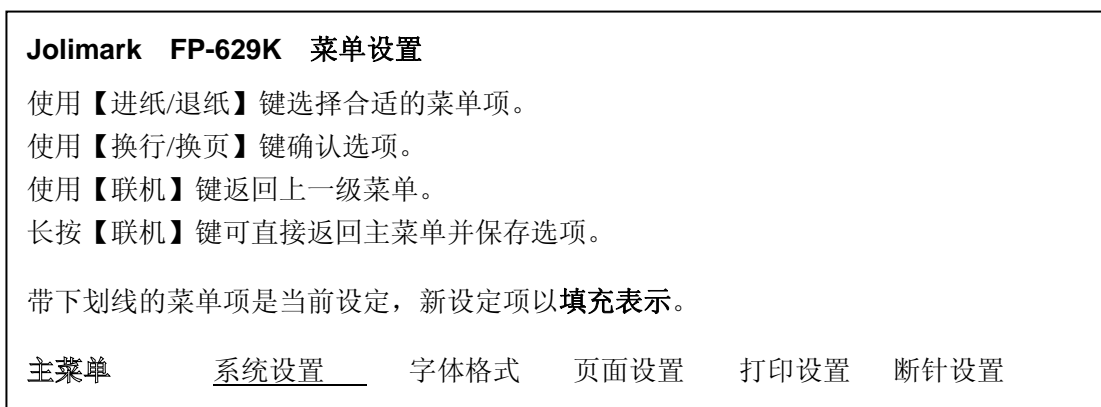 Jolimark FP-629K 菜单设置
使用【进纸/退纸】键选择合适的菜单项。
使用【换行/换页】键确认选项。
使用【联机】键返回上一级菜单。
长按【联机】键可直接返回主菜单并保存选项。
带下划线的菜单项是当前设定，新设定项以填充表示。
主菜单 系统设置 字体格式 页面设置 打印设置 断针设置